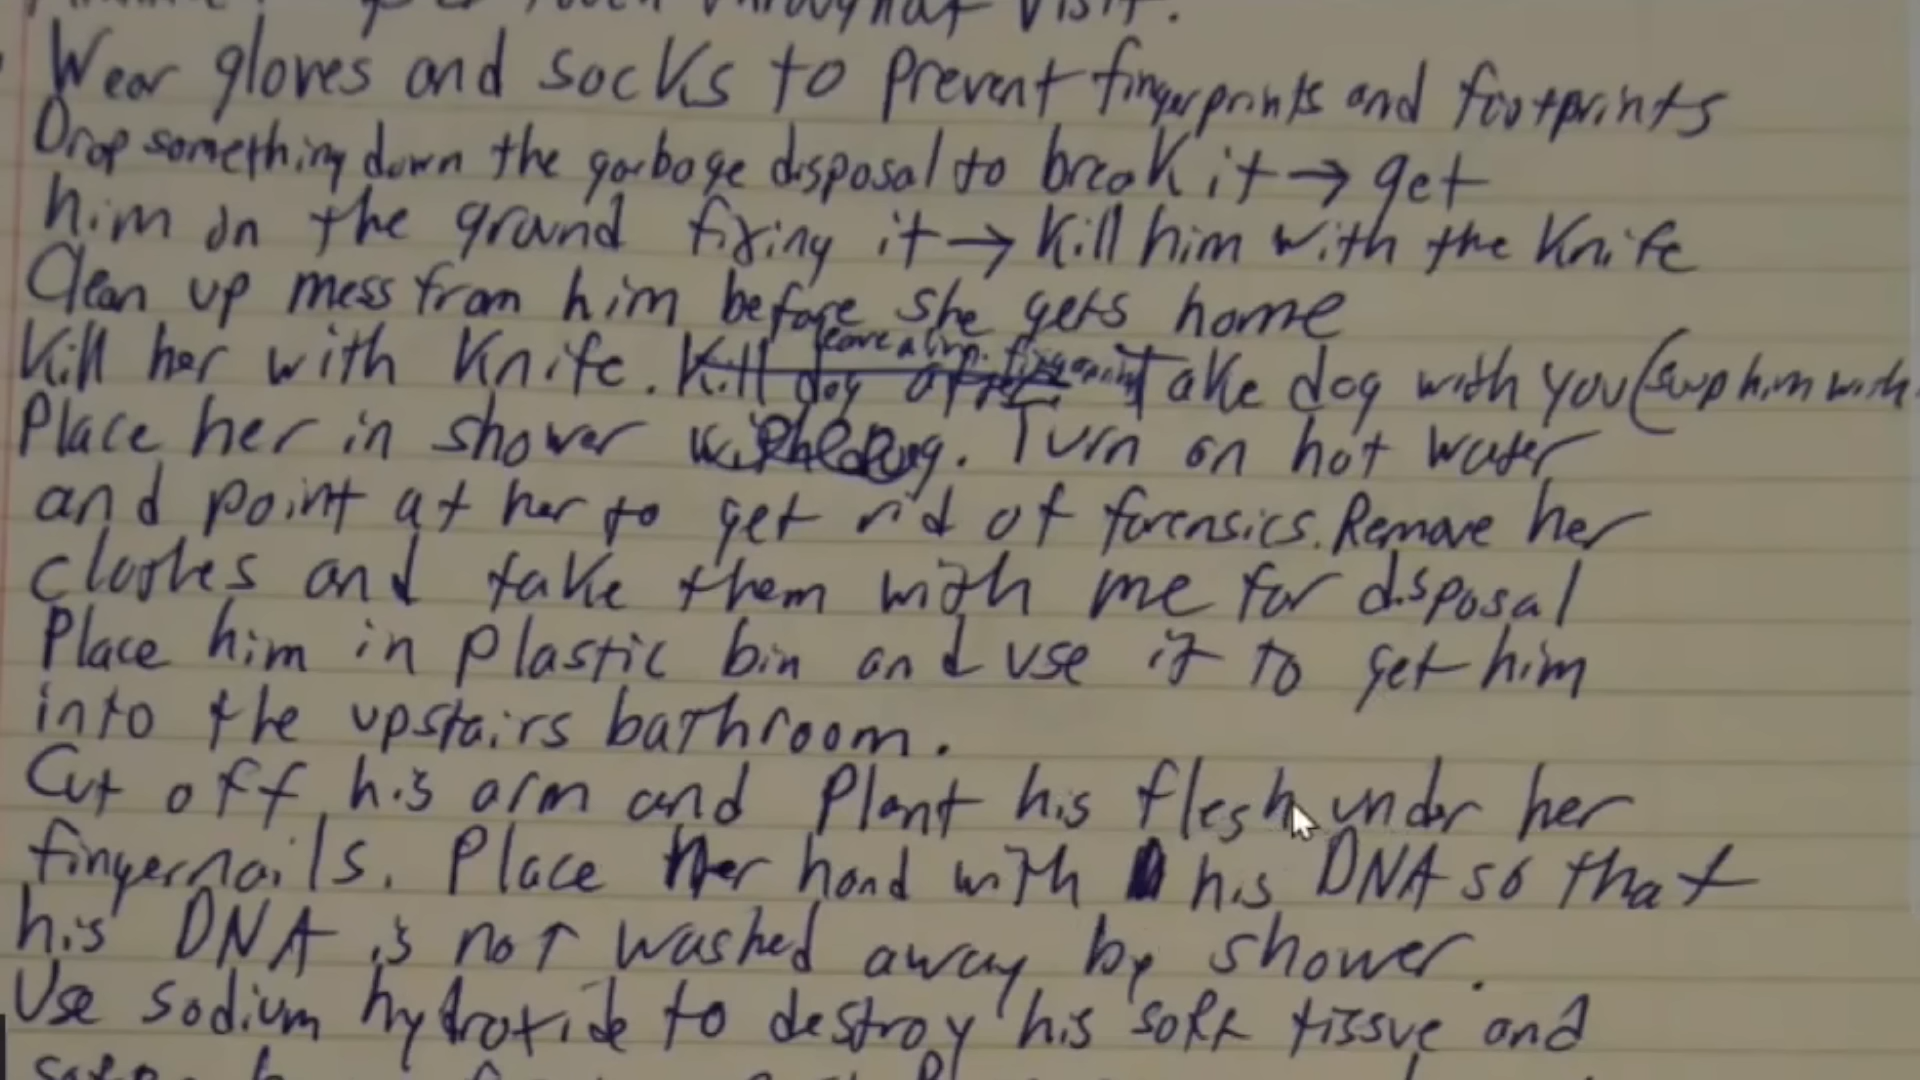 throughout visit.
Wear gloves and socks to prevent fingerprints and footprints
Drop something down the garbage disposal to break it → get
him on the ground fixing it → Kill him with the Knife
Clean up mess from him before she gets home
leave a
Kill her with Knife. Kill dog after Take dog with you (swap him with
Place her in shower . Turn on hot water
and point at her to get rid of forensics. Remove her
clothes and take them with me for disposal
Place him in plastic bin and use it to get him
into the upstairs bathroom.
Cut off his arm and Plant his flesh under her
fingernails. Place Her hand with his DNA so that
his DNA is not washed away by shower.
Use sodium hydroxide to destroy his soft tissue and